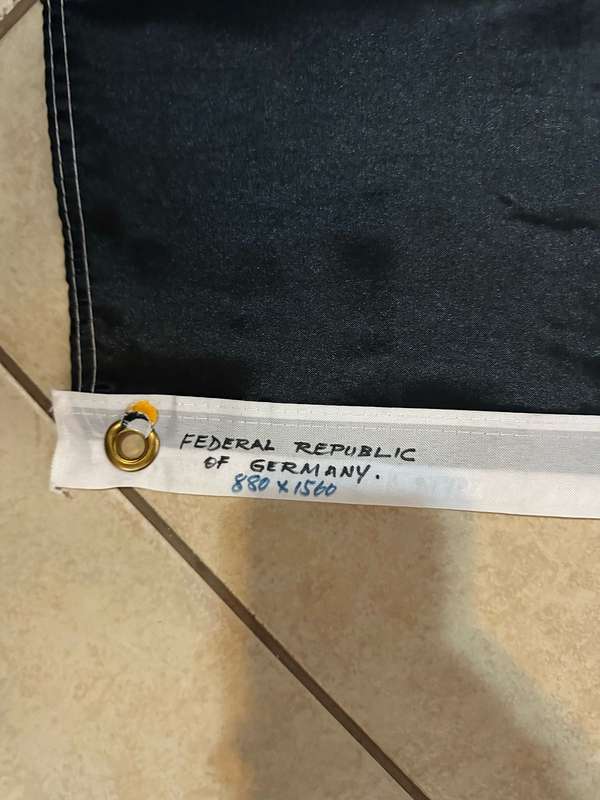 FEDERAL REPUBLIC
OF GERMANY.
880 x 1560